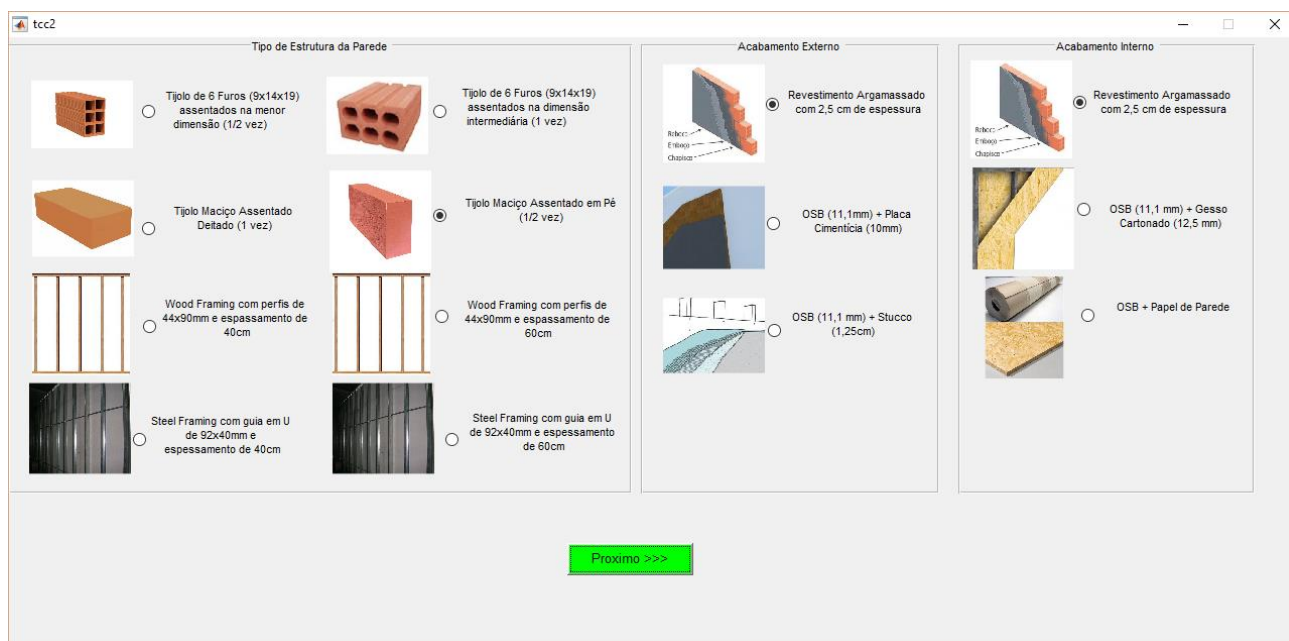 tcc2
Tipo de Estrutura da Parede
Tijolo de 6 Furos (9x14x19)
assentados na menor
dimensão (1/2 vez)
Tijolo de 6 Furos (9x14x19)
assentados na dimensão
intermediária (1 vez)
Tijolo Maciço Assentado
Deitado (1 vez)
Tijolo Maciço Assentado em Pé
(1/2 vez)
Wood Framing com perfis de
44x90mm e espassamento de
40cm
Wood Framing com perfis de
44x90mm e espassamento de
60cm
Steel Framing com guia em U
de 92x40mm e
espessamento de 40cm
Steel Framing com guia em U
de 92x40mm e espessamento
de 60cm
Acabamento Externo
Reboco
Emboço
Chapisco
Revestimento Argamassado
com 2,5 cm de espessura
OSB (11,1mm) + Placa
Cimentícia (10mm)
OSB (11,1 mm) + Stucco
(1,25cm)
Acabamento Interno
Reboco
Emboço
Chapisco
Revestimento Argamassado
com 2,5 cm de espessura
OSB (11,1 mm) + Gesso
Cartonado (12,5 mm)
OSB + Papel de Parede
Proximo >>>